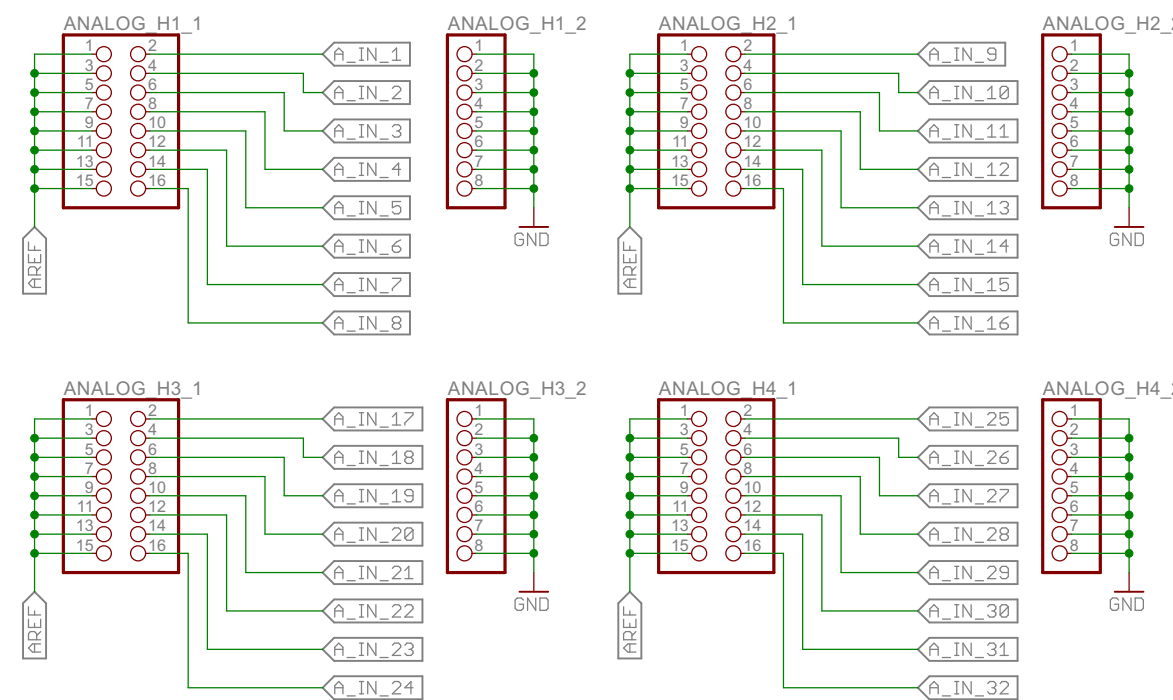 ANALOG_H1_1 ANALOG_H1_2 ANALOG_H2_1 ANALOG_H2_2
1 2 A_IN_1 1 1 2 A_IN_9 1
3 4 2 3 4 2
5 6 A_IN_2 3 5 6 A_IN_10 3
7 8 A_IN_3 4 7 8 A_IN_11 4
9 10 5 9 10 5
11 12 A_IN_4 6 11 12 A_IN_12 6
13 14 7 13 14 7
15 16 A_IN_5 8 15 16 A_IN_13 8
AREF A_IN_6 GND AREF A_IN_14 GND
A_IN_7 A_IN_15
A_IN_8 A_IN_16
ANALOG_H3_1 ANALOG_H3_2 ANALOG_H4_1 ANALOG_H4_2
1 2 A_IN_17 1 1 2 A_IN_25 1
3 4 2 3 4 2
5 6 A_IN_18 3 5 6 A_IN_26 3
7 8 A_IN_19 4 7 8 A_IN_27 4
9 10 5 9 10 5
11 12 A_IN_20 6 11 12 A_IN_28 6
13 14 7 13 14 7
15 16 A_IN_21 8 15 16 A_IN_29 8
AREF A_IN_22 GND AREF A_IN_30 GND
A_IN_23 A_IN_31
A_IN_24 A_IN_32